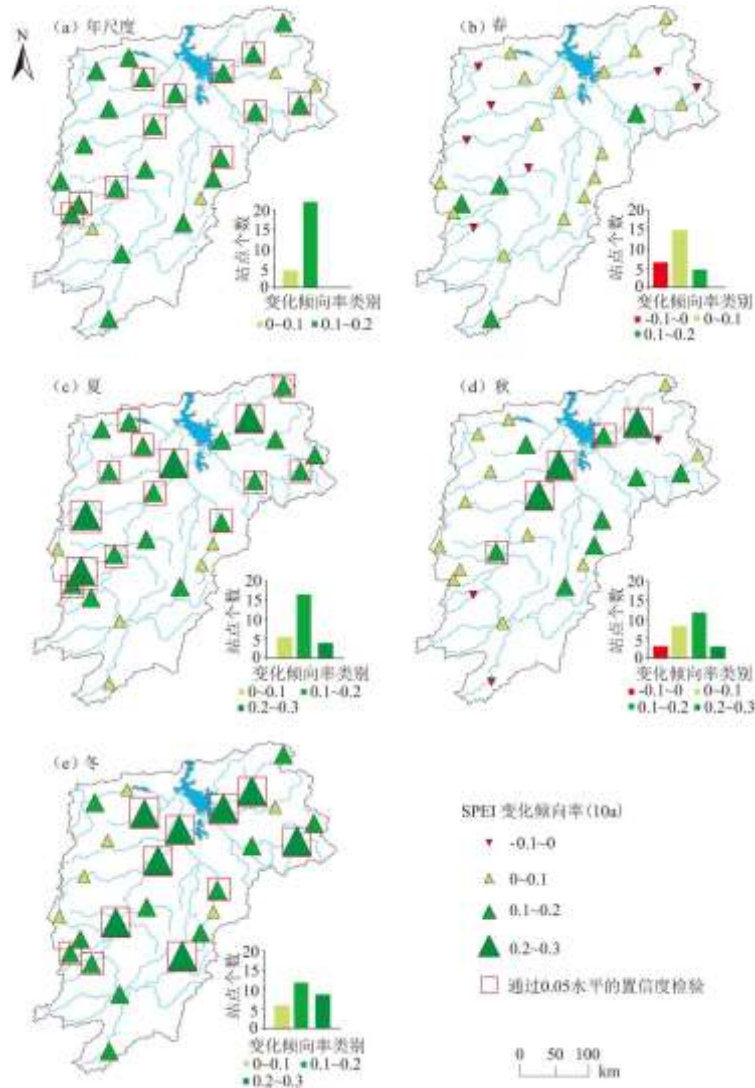 N
(a) 年尺度
站点个数
20
15
10
5
0
变化倾向率类别
0~0.1 0.1~0.2
(b) 春
站点个数
20
15
10
5
0
变化倾向率类别
-0.1~0 0~0.1
0.1~0.2
(c) 夏
站点个数
20
15
10
5
0
变化倾向率类别
0~0.1 0.1~0.2
0.2~0.3
(d) 秋
站点个数
20
15
10
5
0
变化倾向率类别
-0.1~0 0~0.1
0.1~0.2 0.2~0.3
(e) 冬
站点个数
20
15
10
5
0
变化倾向率类别
0~0.1 0.1~0.2
0.2~0.3
SPEI 变化倾向率(10a)
-0.1~0
0~0.1
0.1~0.2
0.2~0.3
通过0.05水平的置信度检验
0 50 100
km